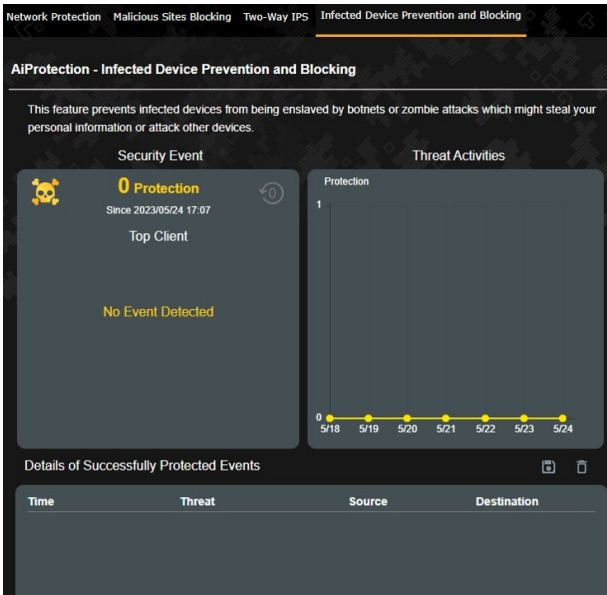 Network Protection Malicious Sites Blocking Two-Way IPS Infected Device Prevention and Blocking
AiProtection - Infected Device Prevention and Blocking
This feature prevents infected devices from being enslaved by botnets or zombie attacks which might steal your
personal information or attack other devices.
Security Event
0 Protection
Since 2023/05/24 17:07
0
Top Client
No Event Detected
Threat Activities
Protection
1
0
5/18 5/19 5/20 5/21 5/22 5/23 5/24
Details of Successfully Protected Events
Time Threat Source Destination